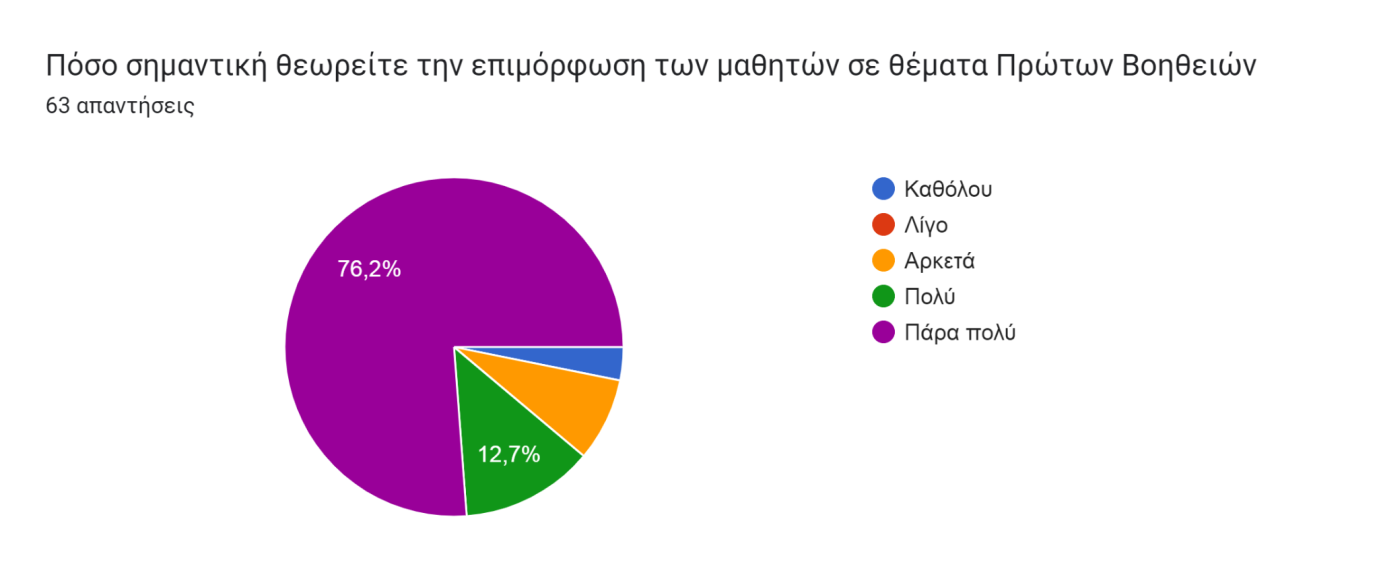 Πόσο σημαντική θεωρείτε την επιμόρφωση των μαθητών σε θέματα Πρώτων Βοηθειών
63 απαντήσεις
76,2%
12,7%
Καθόλου
Λίγο
Αρκετά
Πολύ
Πάρα πολύ